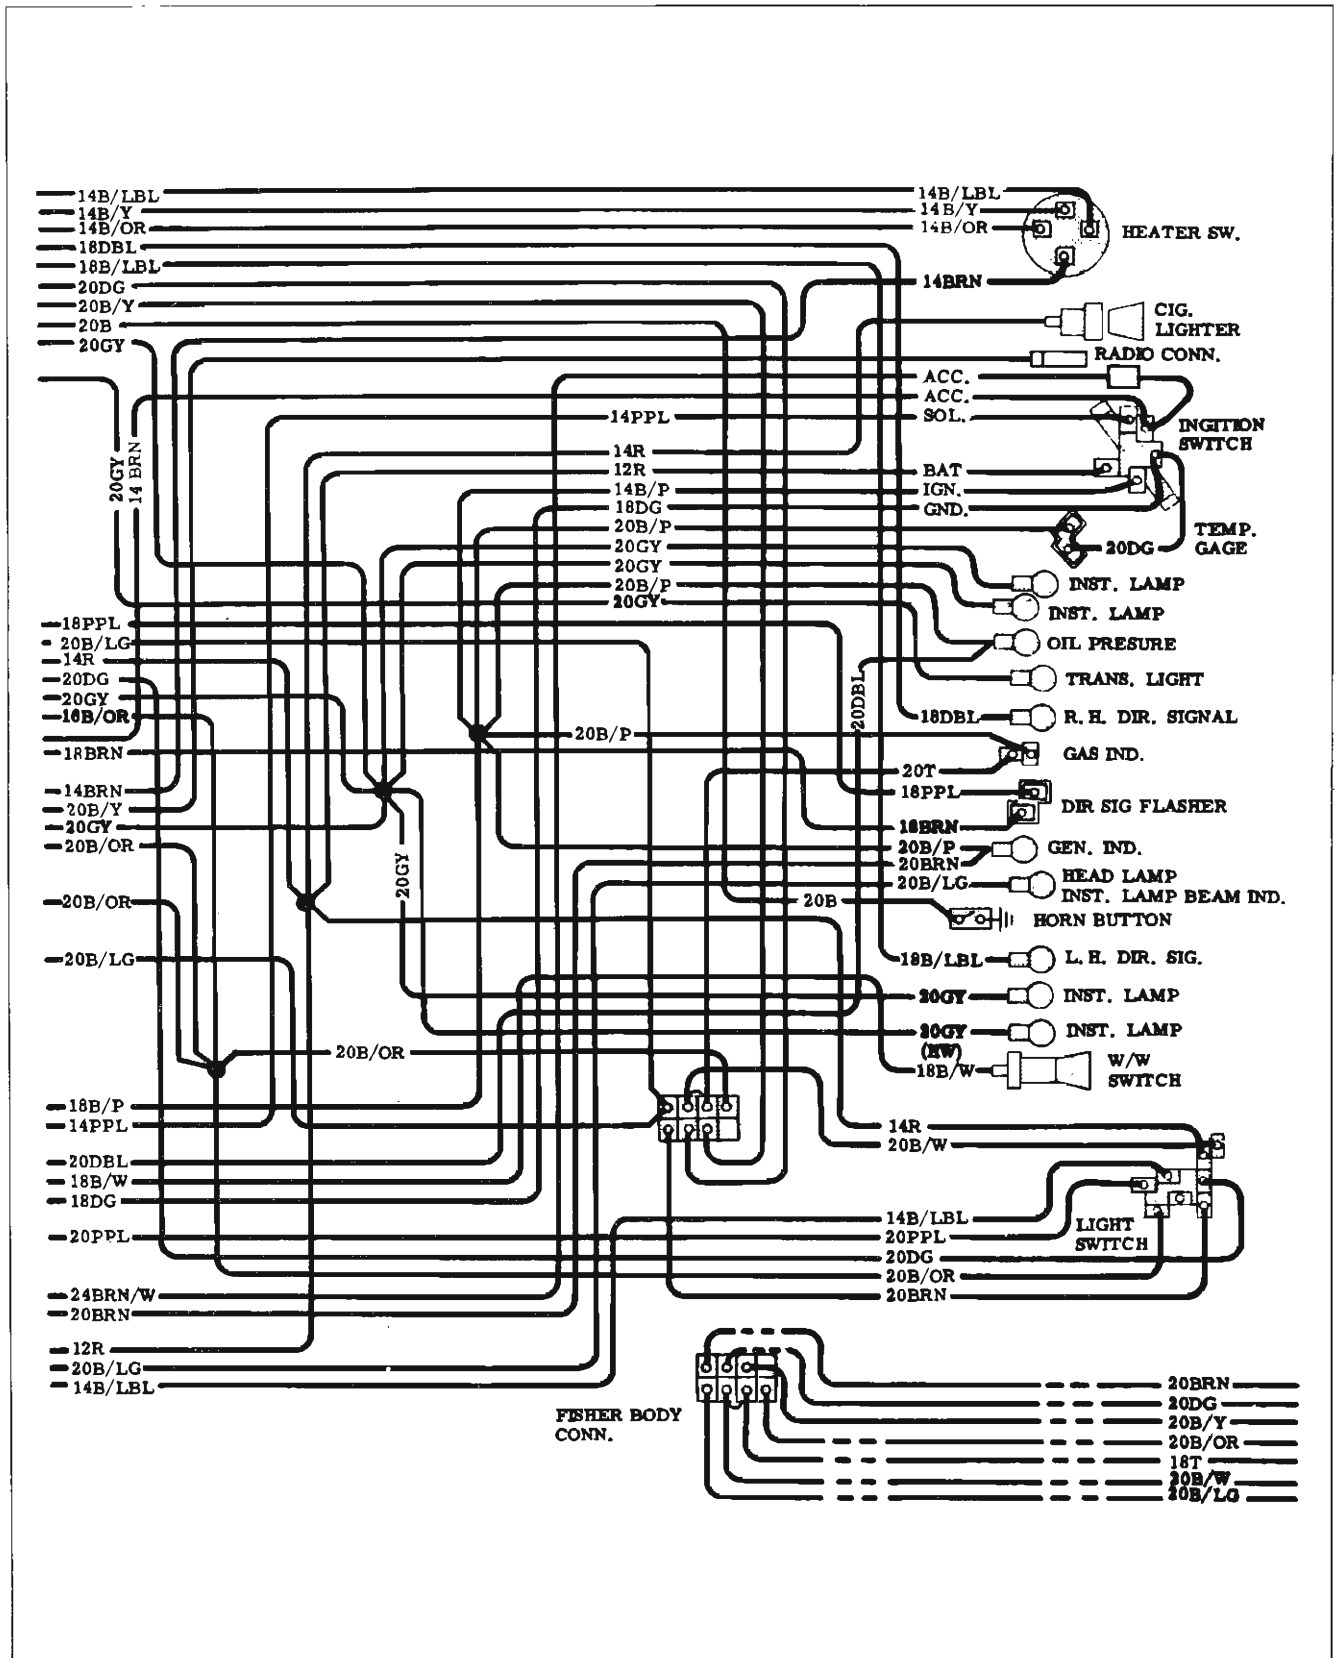 14B/LBL 14B/LBL
14B/Y 14B/Y
14B/OR 14B/OR HEATER SW.
18DBL
18B/LBL
20DG 14BRN
20B/Y
20B CIG.
LIGHTER
20GY RADIO CONN.
ACC.
ACC.
14PPL SOL. INGITION
SWITCH
20GY 14 BRN
14R
12R BAT
14B/P IGN.
18DG GND.
20B/P TEMP.
GAGE
20GY 20DG
20GY INST. LAMP
20B/P
20GY INST. LAMP
18PPL
20B/LG OIL PRESURE
14R
20DG TRANS. LIGHT
20GY 20DBL
16B/OR 18DBL R.H. DIR. SIGNAL
20B/P
18BRN GAS IND.
20T
14BRN 18PPL
20B/Y DIR SIG FLASHER
20GY 18BRN
20B/OR 20B/P GEN. IND.
20BRN
20GY 20B/LG HEAD LAMP
INST. LAMP BEAM IND.
20B/OR 20B
HORN BUTTON
20B/LG 18B/LBL L.H. DIR. SIG.
20GY INST. LAMP
20GY INST. LAMP
(HW)
20B/OR W/W
SWITCH
18B/W
18B/P
14PPL 14R
20B/W
20DBL
18B/W
18DG
14B/LBL LIGHT
SWITCH
20PPL 20PPL
20DG
20B/OR
24BRN/W 20BRN
20BRN
12R
20B/LG
14B/LBL 20BRN
20DG
FISHER BODY
CONN.
20B/Y
20B/OR
18T
20B/W
20B/LG